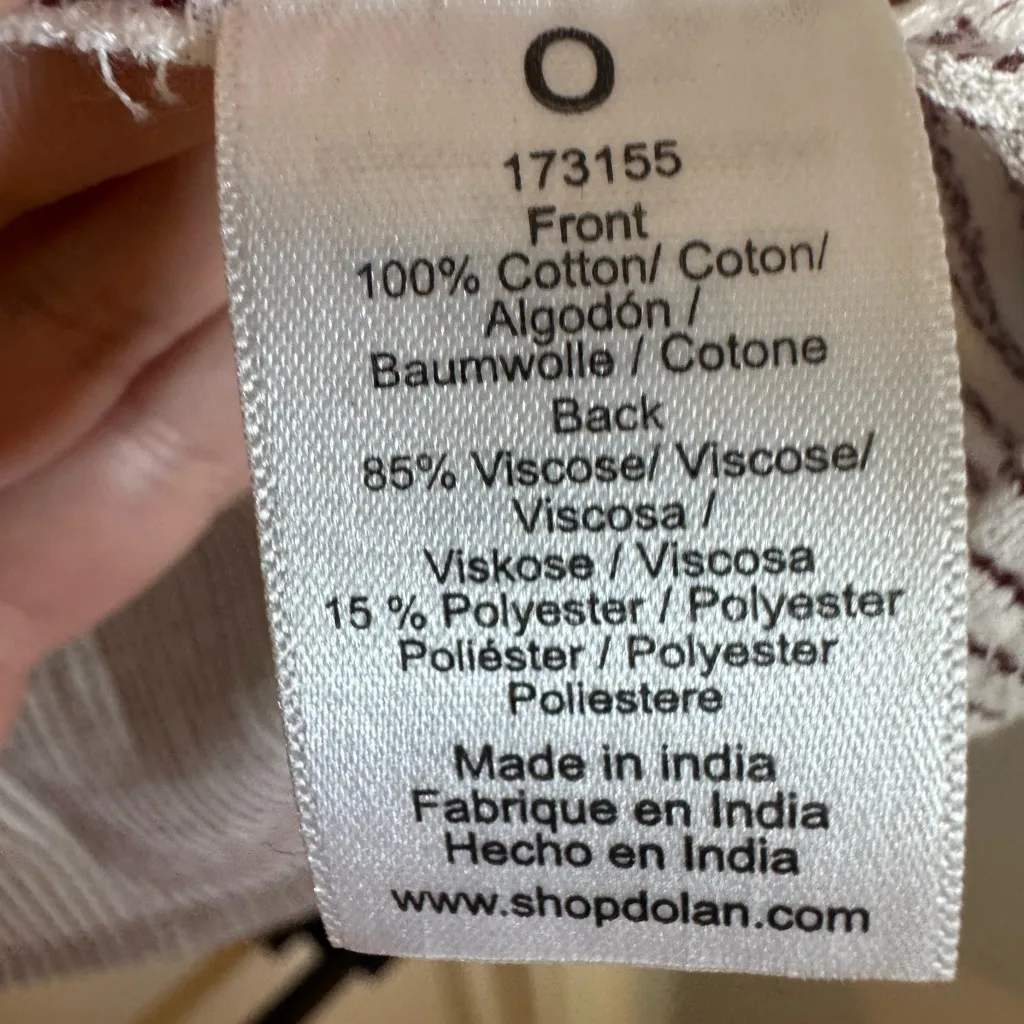 O
173155
Front
100% Cotton/ Coton/
Algodón /
Baumwolle / Cotone
Back
85% Viscose/ Viscose/
Viscosa /
Viskose / Viscosa
15 % Polyester / Polyester
Poliéster / Polyester
Poliestere
Made in india
Fabrique en India
Hecho en India
www.shopdolan.com